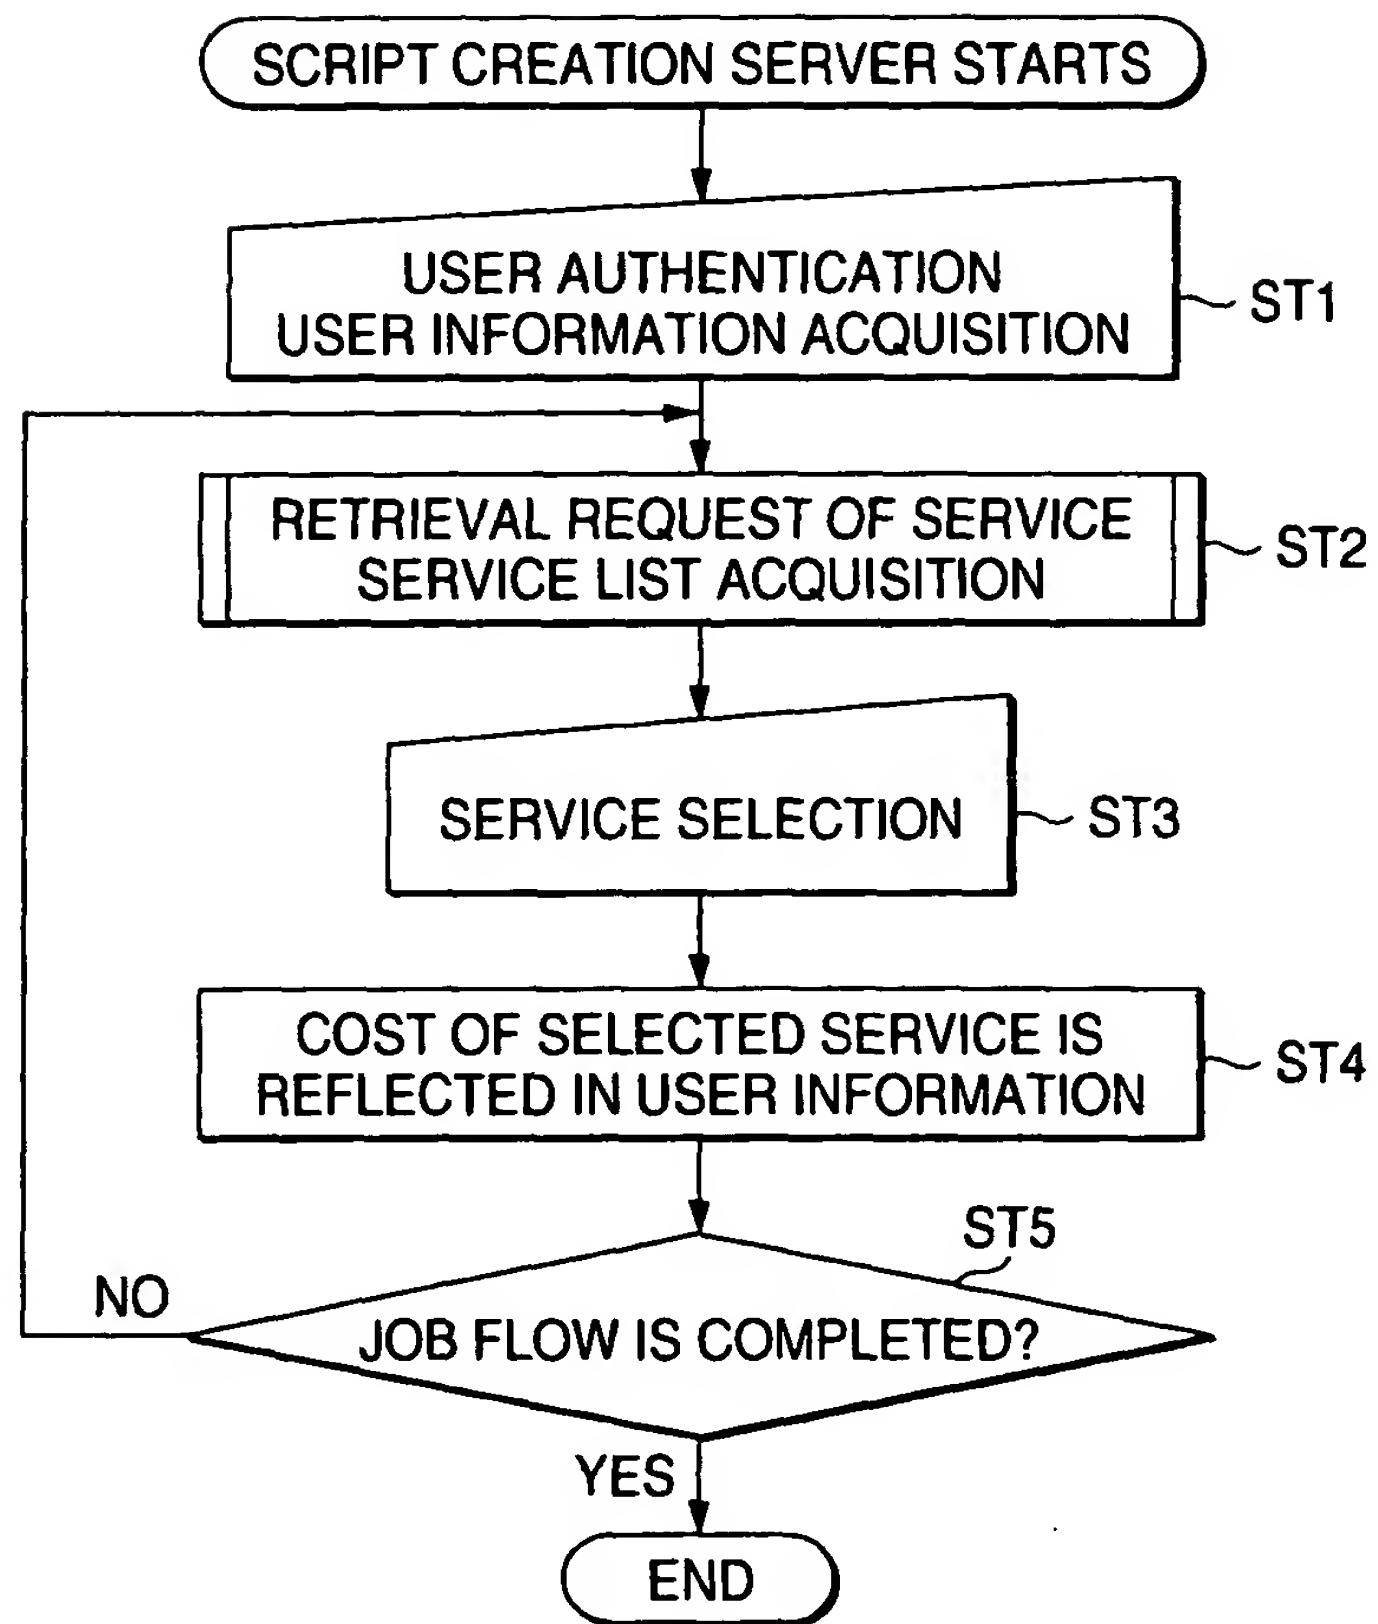 SCRIPT CREATION SERVER STARTS
USER AUTHENTICATION
USER INFORMATION ACQUISITION
ST1
RETRIEVAL REQUEST OF SERVICE
SERVICE LIST ACQUISITION
ST2
SERVICE SELECTION
ST3
COST OF SELECTED SERVICE IS
REFLECTED IN USER INFORMATION
ST4
ST5
NO
JOB FLOW IS COMPLETED?
YES
END